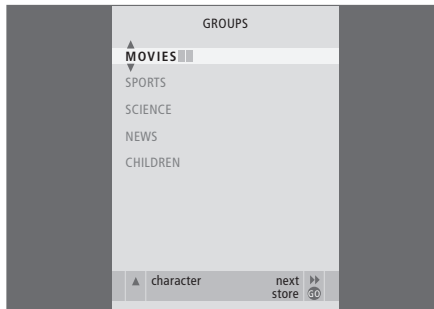 GROUPS
MOVIES
SPORTS
SCIENCE
NEWS
CHILDREN
character next
store GO